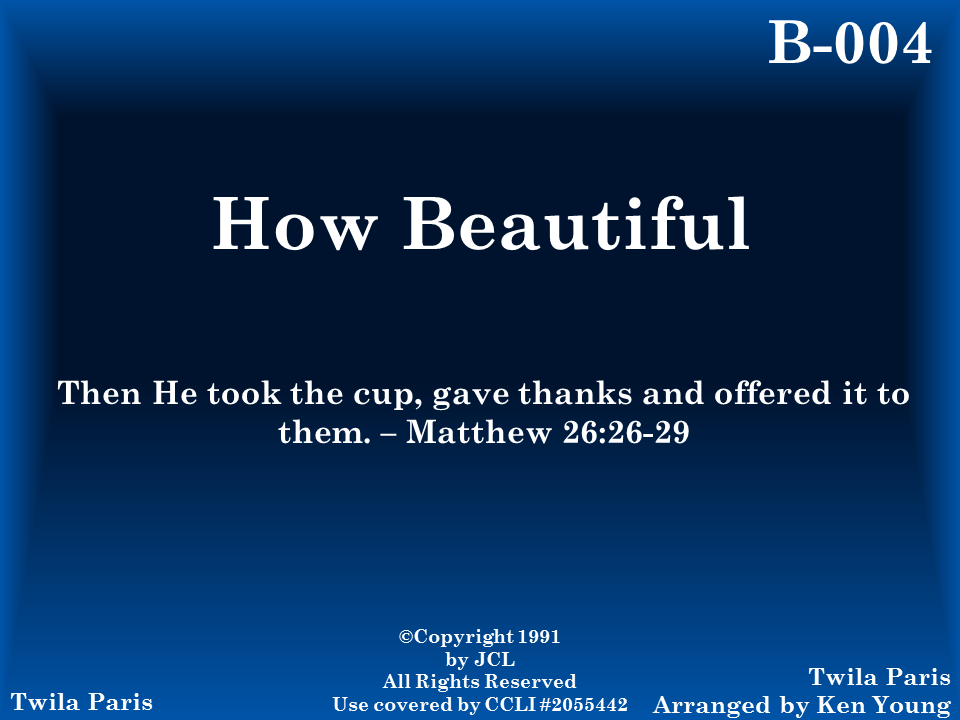 B-004
How Beautiful
Then He took the cup, gave thanks and offered it to
them. – Matthew 26:26-29
©Copyright 1991
by JCL
All Rights Reserved
Use covered by CCLI #2055442
Twila Paris
Twila Paris
Arranged by Ken Young